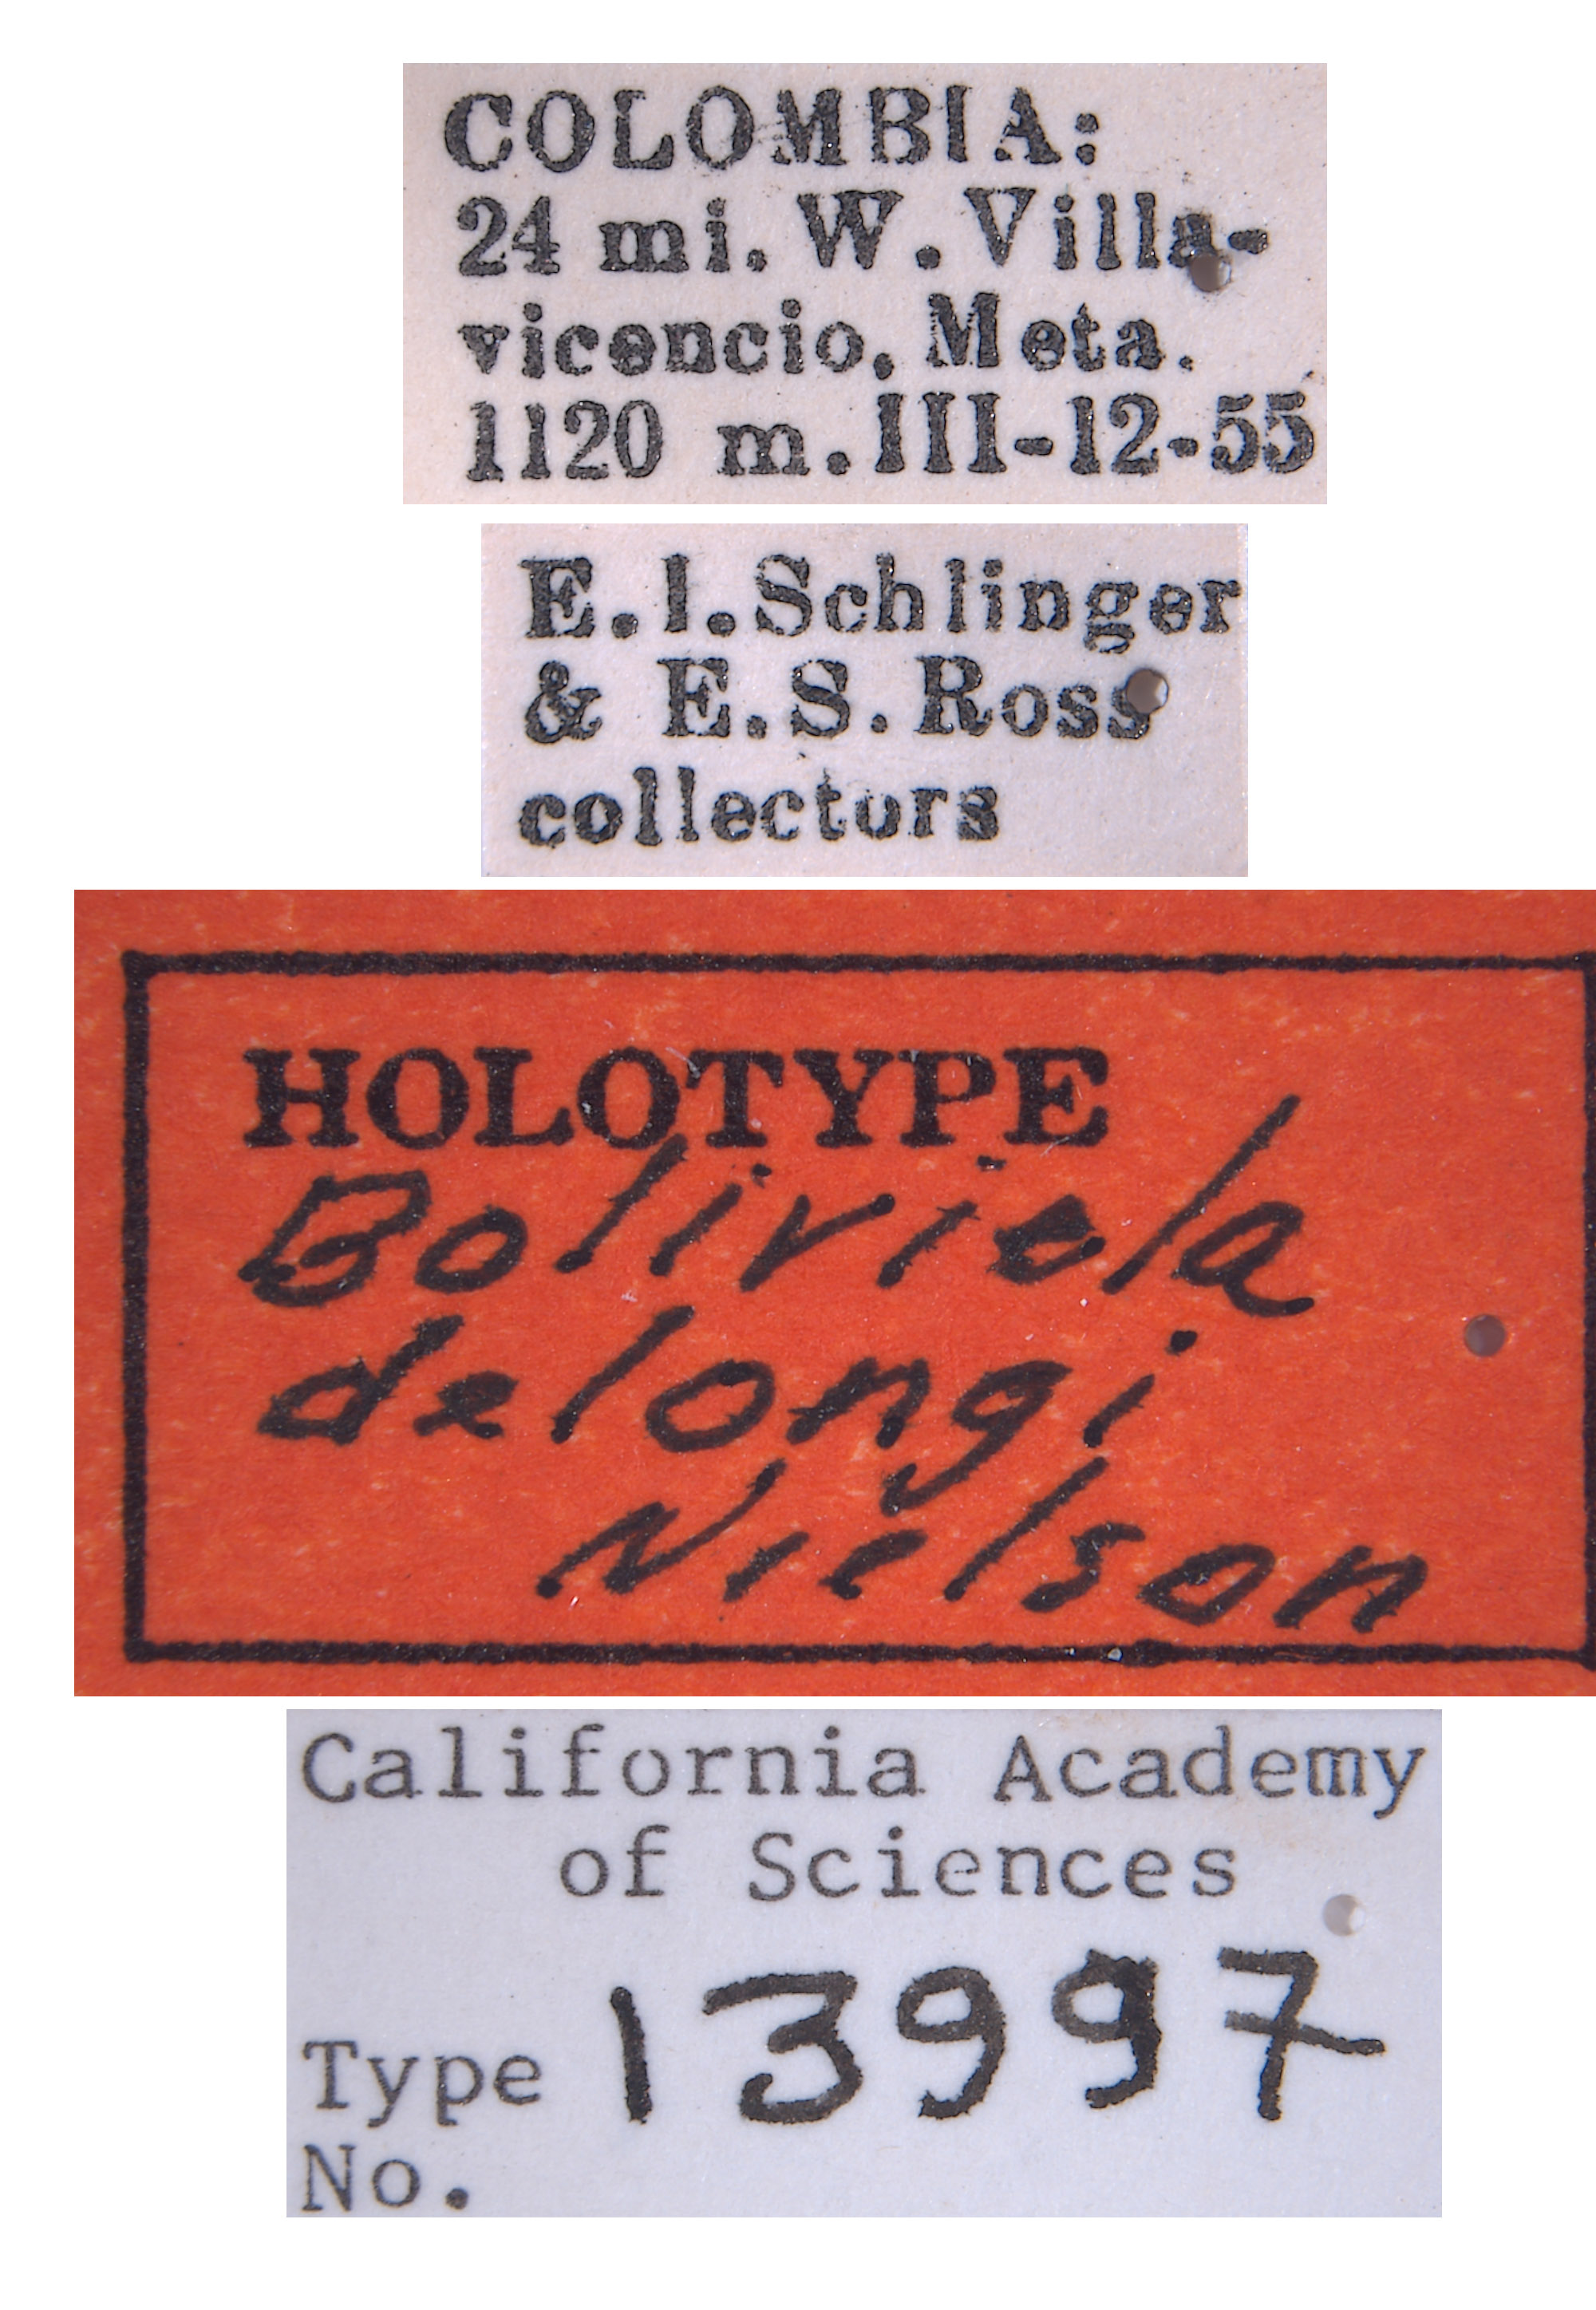 COLOMBIA:
24 mi. W. Villa-
vicencio, Meta.
1120 m. III-12-55
E. I. Schlinger
& E. S. Ross
collectors
HOLOTYPE
Boliviela
delongi
Nielson
California Academy
of Sciences
Type 13997
No.